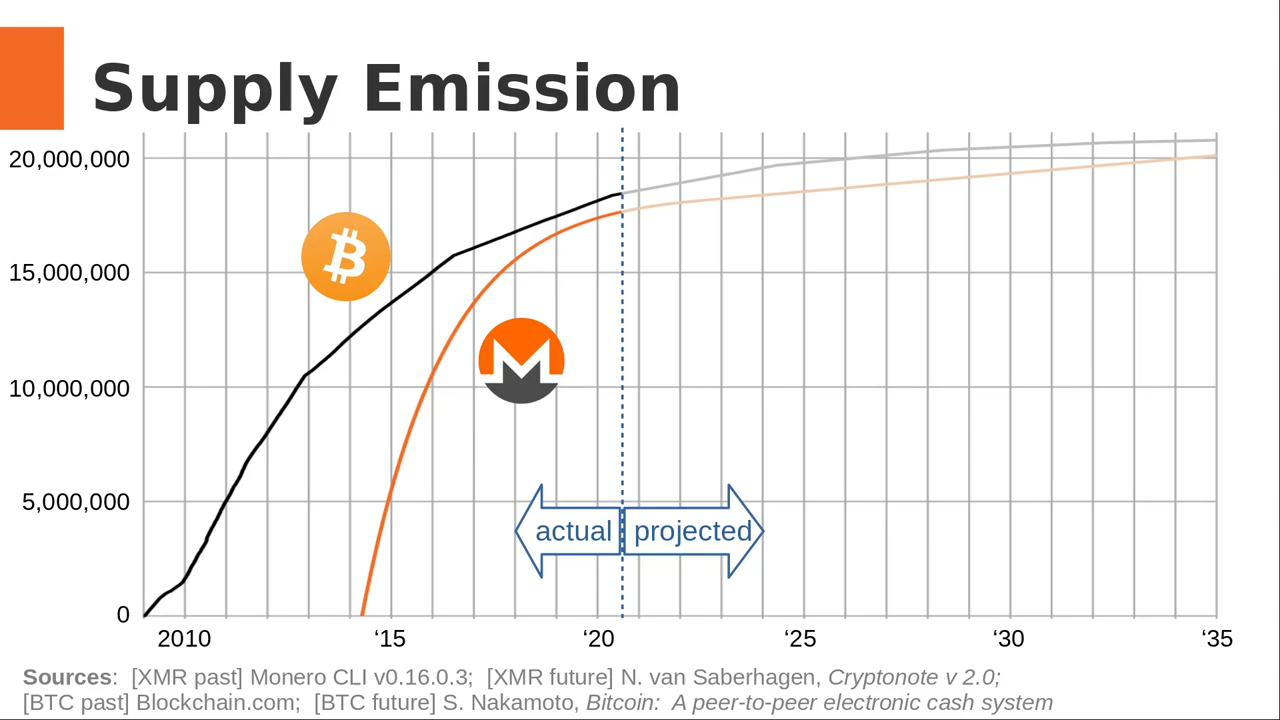 Supply Emission
20,000,000
15,000,000
10,000,000
5,000,000
0
actual projected
2010 ‘15 ‘20 ‘25 ‘30 ‘35
Sources: [XMR past] Monero CLI v0.16.0.3; [XMR future] N. van Saberhagen, Cryptonote v 2.0;
[BTC past] Blockchain.com; [BTC future] S. Nakamoto, Bitcoin: A peer-to-peer electronic cash system